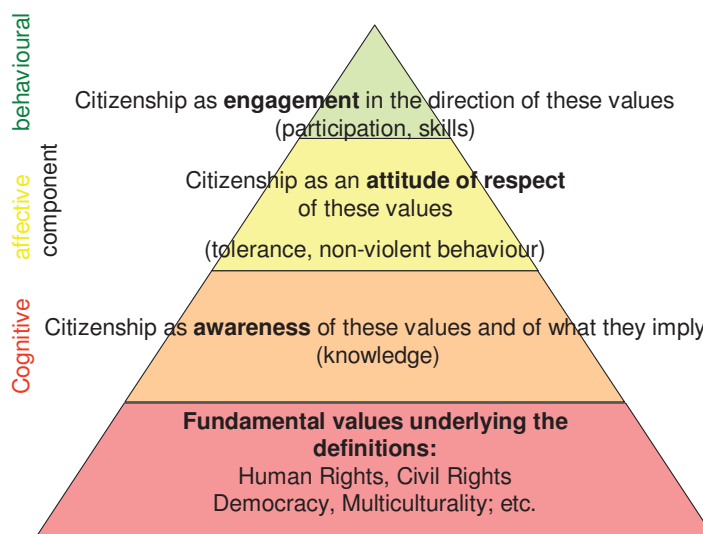 behavioural
affective
component
Cognitive
Citizenship as engagement in the direction of these values
(participation, skills)
Citizenship as an attitude of respect
of these values
(tolerance, non-violent behaviour)
Citizenship as awareness of these values and of what they imply
(knowledge)
Fundamental values underlying the
definitions:
Human Rights, Civil Rights
Democracy, Multiculturality; etc.